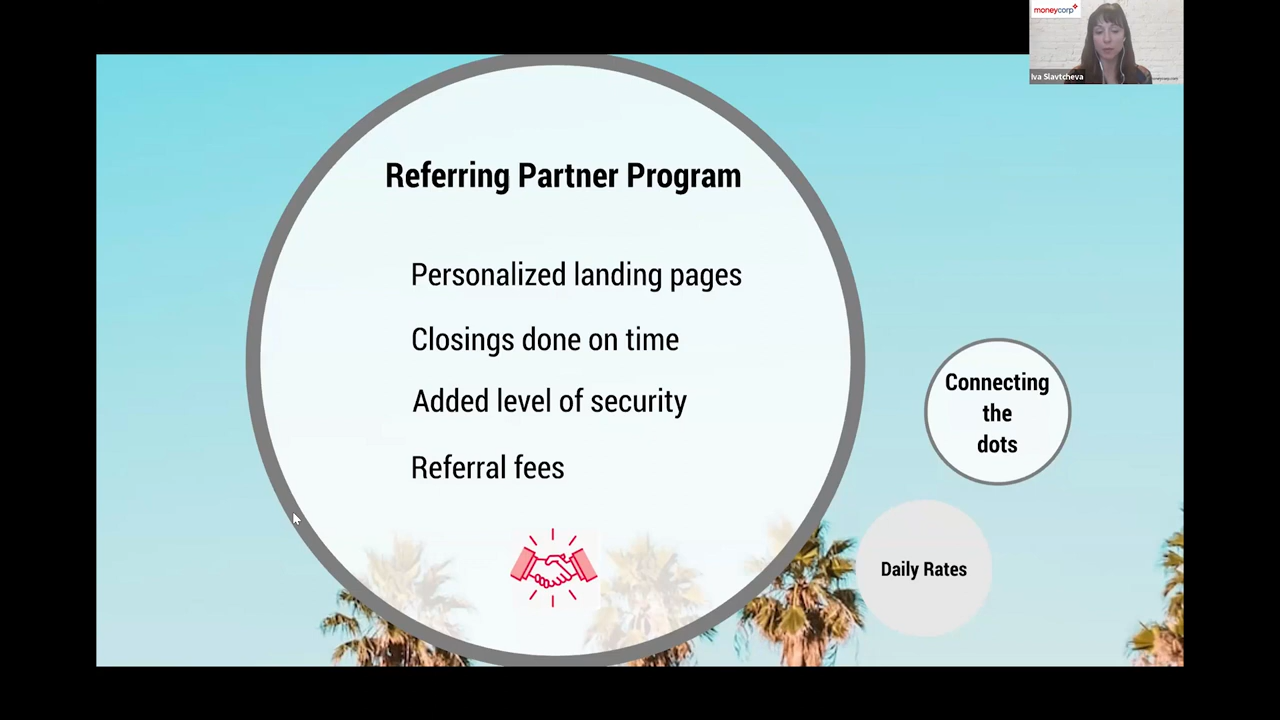 moneycorp
Iva Slavtcheva
Referring Partner Program
Personalized landing pages
Closings done on time
Added level of security
Referral fees
Connecting
the
dots
Daily Rates